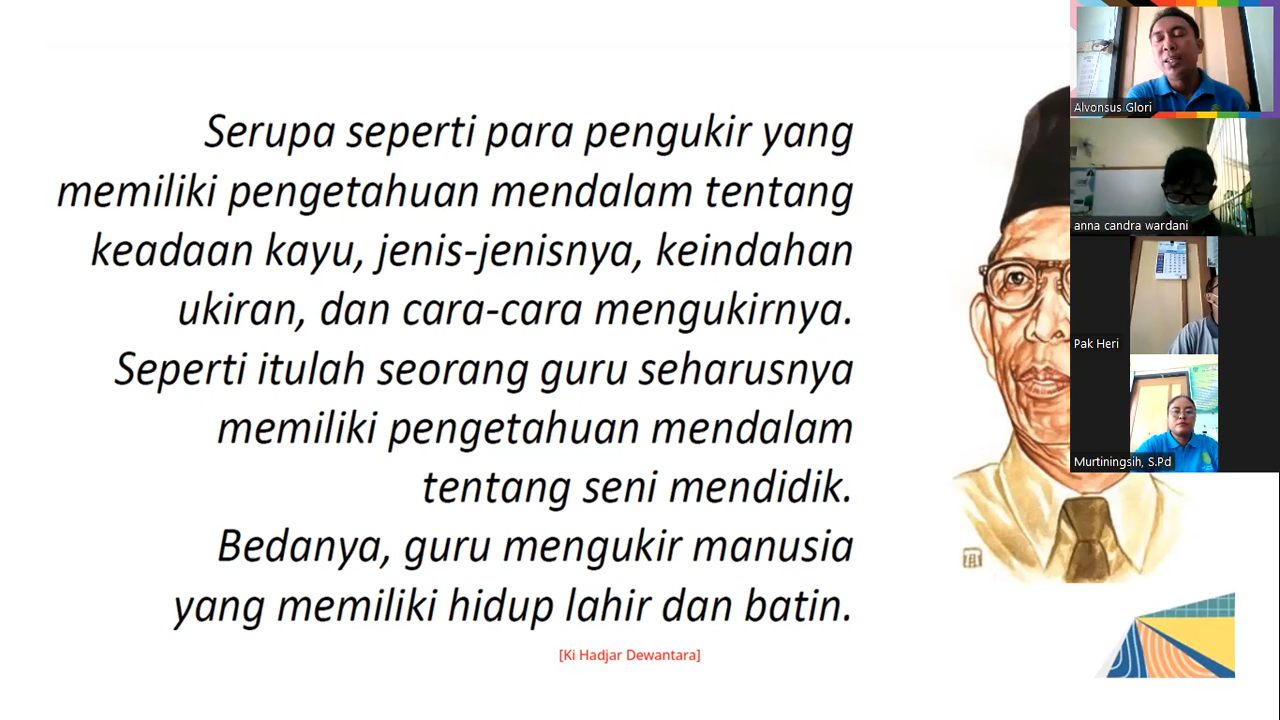 Serupa seperti para pengukir yang
memiliki pengetahuan mendalam tentang
keadaan kayu, jenis-jenisnya, keindahan
ukiran, dan cara-cara mengukirnya.
Seperti itulah seorang guru seharusnya
memiliki pengetahuan mendalam
tentang seni mendidik.
Bedanya, guru mengukir manusia
yang memiliki hidup lahir dan batin.
[Ki Hadjar Dewantara]
Alvonsus Glori
anna candra wardani
Pak Heri
Murtiningsih, S.Pd